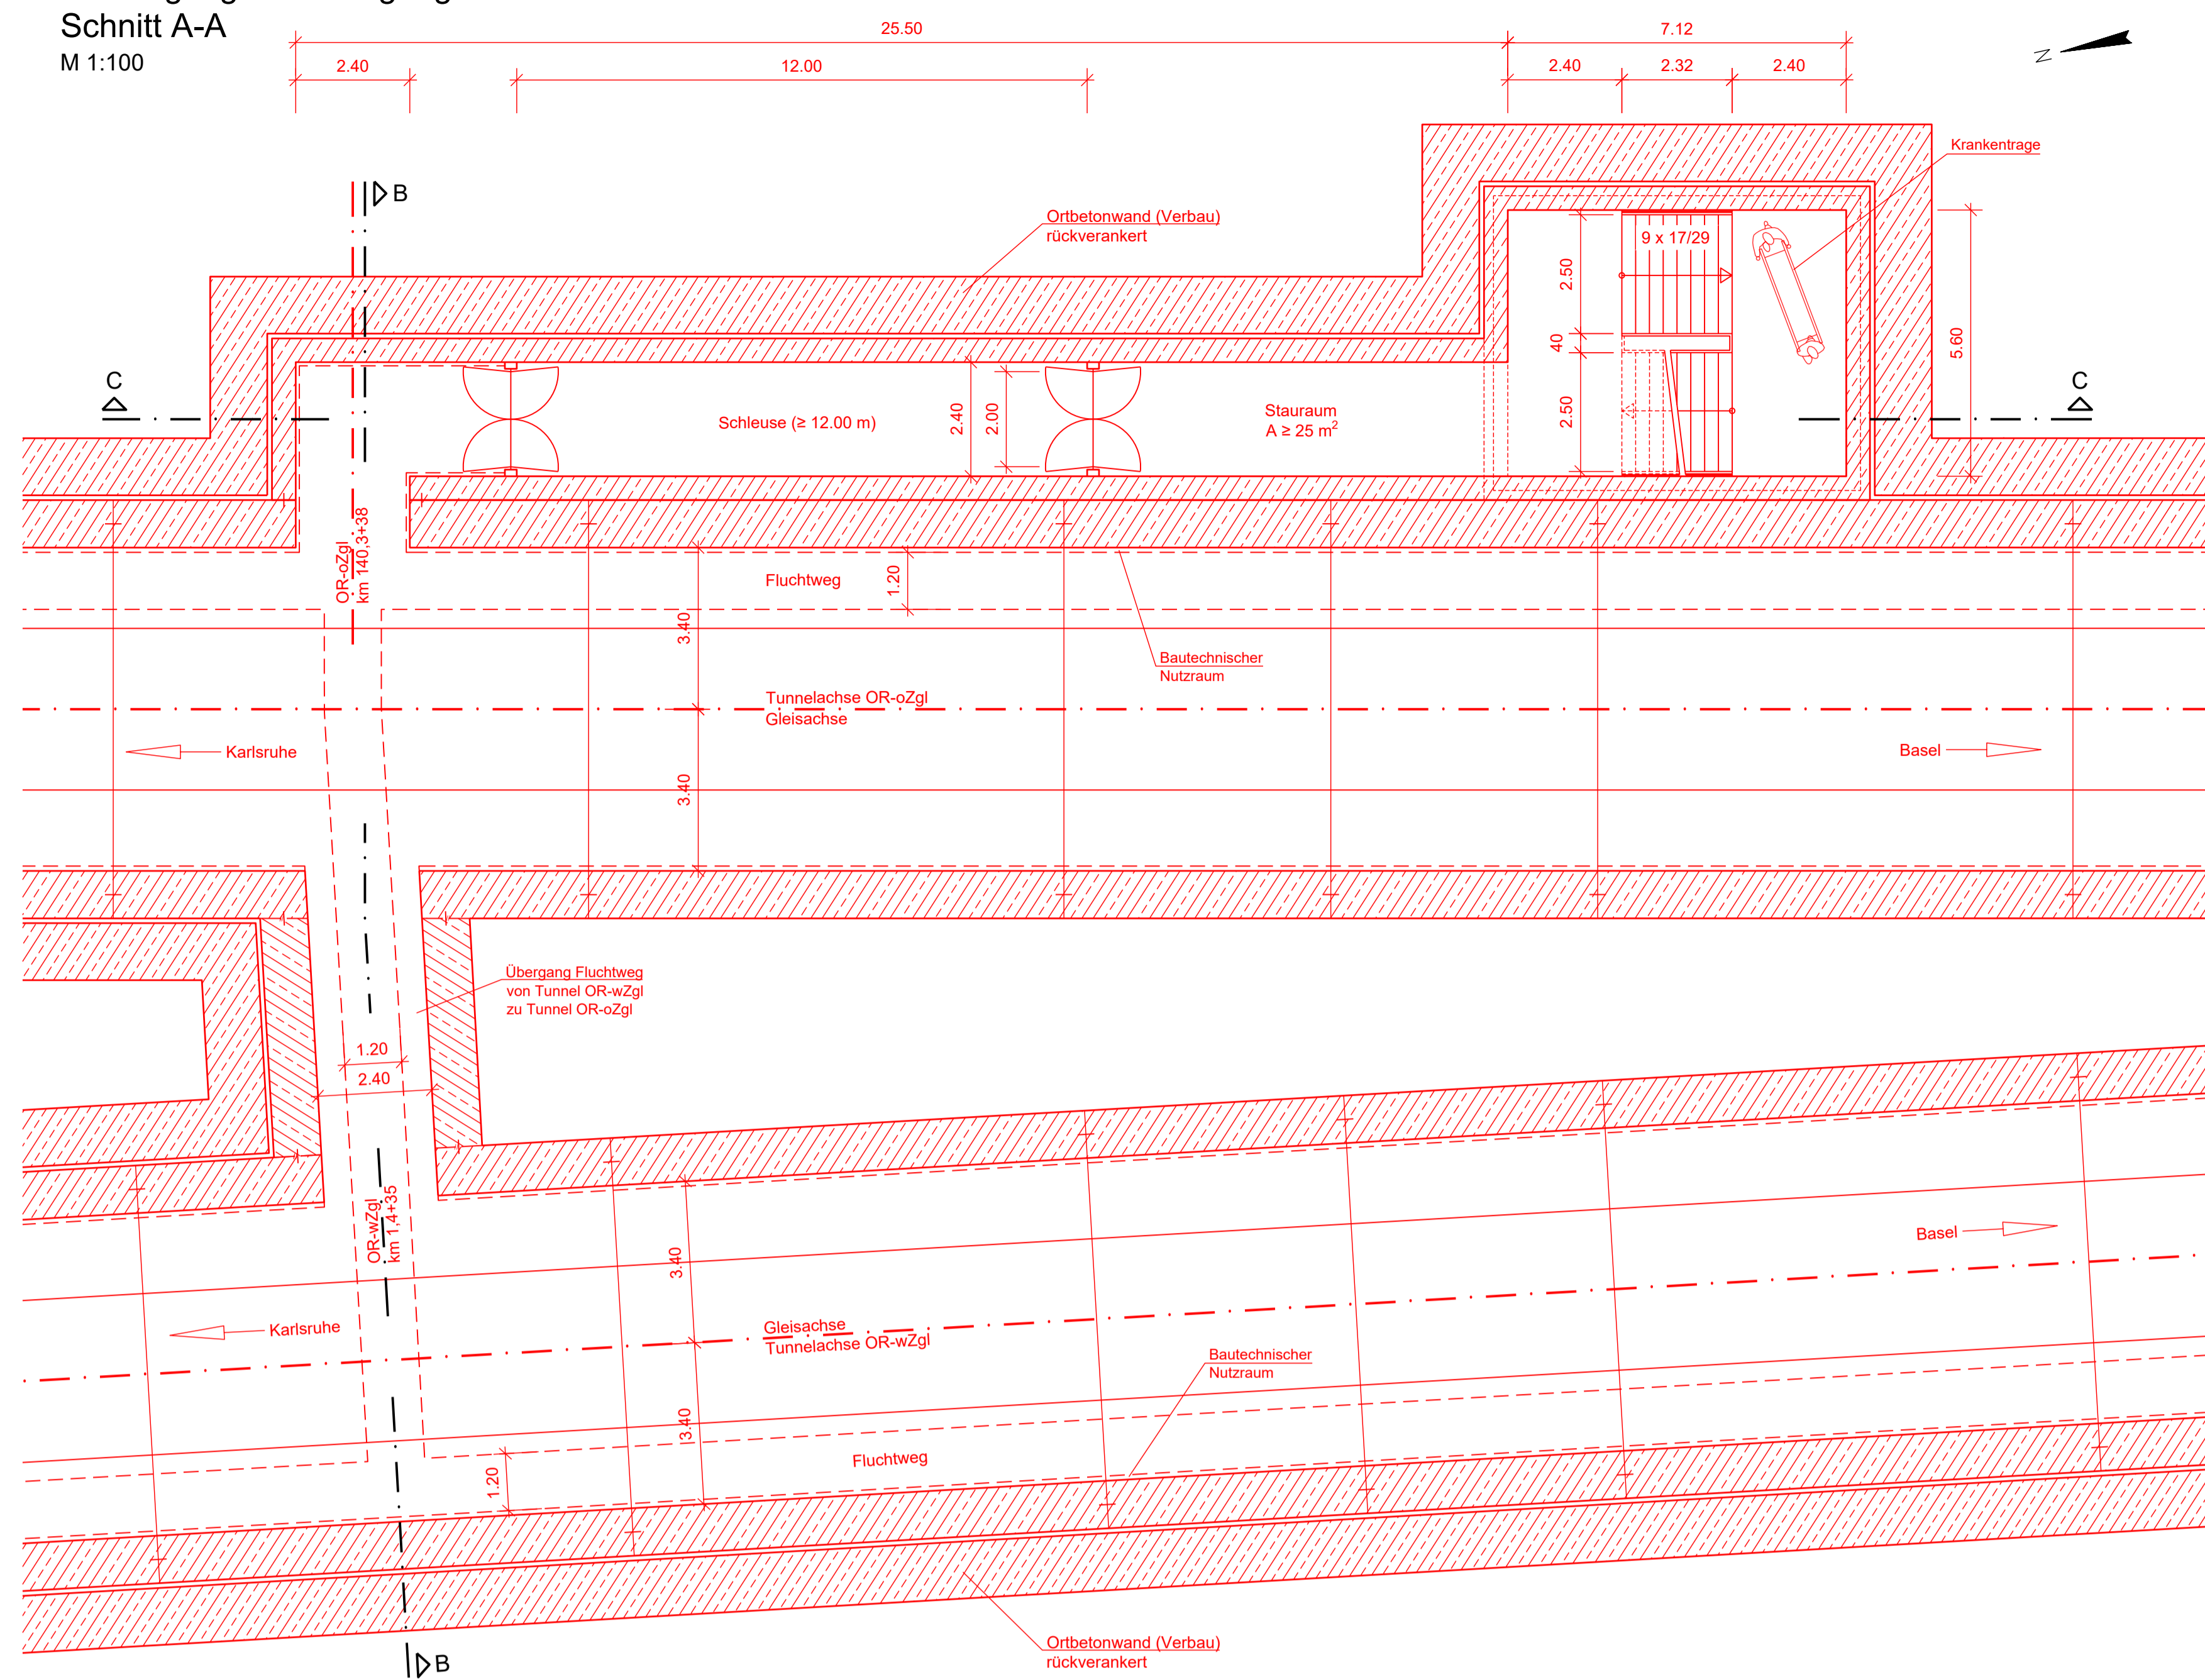 Schnitt A-A
M 1:100
25.50
7.12
2.40
12.00
2.40
2.32
2.40
N
Krankentrage
B
Ortbetonwand (Verbau)
rückverankert
9 x 17/29
2.50
40
2.50
5.60
C
C
Schleuse (≥ 12.00 m)
2.40
2.00
Stauraum
A ≥ 25 m²
OR-oZgl
km 140,3+38
Fluchtweg
1.20
3.40
Bautechnischer
Nutzraum
Tunnelachse OR-oZgl
Gleisachse
Karlsruhe
Basel
3.40
Übergang Fluchtweg
von Tunnel OR-wZgl
zu Tunnel OR-oZgl
1.20
2.40
OR-wZgl
km 1,4+35
3.40
Basel
Karlsruhe
Gleisachse
Tunnelachse OR-wZgl
Bautechnischer
Nutzraum
3.40
Fluchtweg
1.20
Ortbetonwand (Verbau)
rückverankert
B